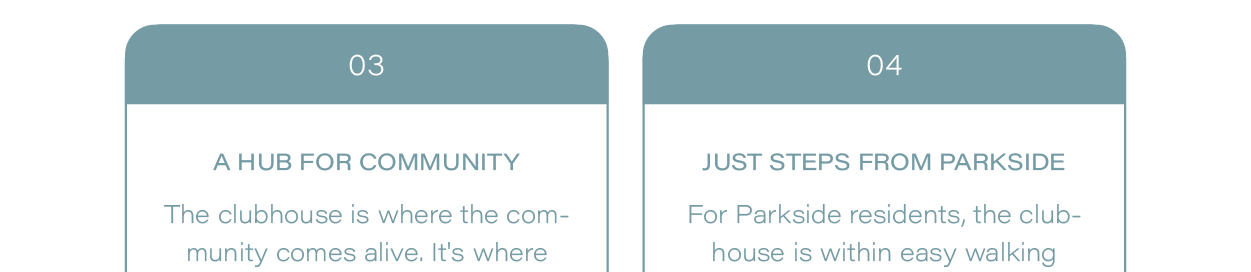 03
A HUB FOR COMMUNITY
The clubhouse is where the com-
munity comes alive. It's where
04
JUST STEPS FROM PARKSIDE
For Parkside residents, the club-
house is within easy walking